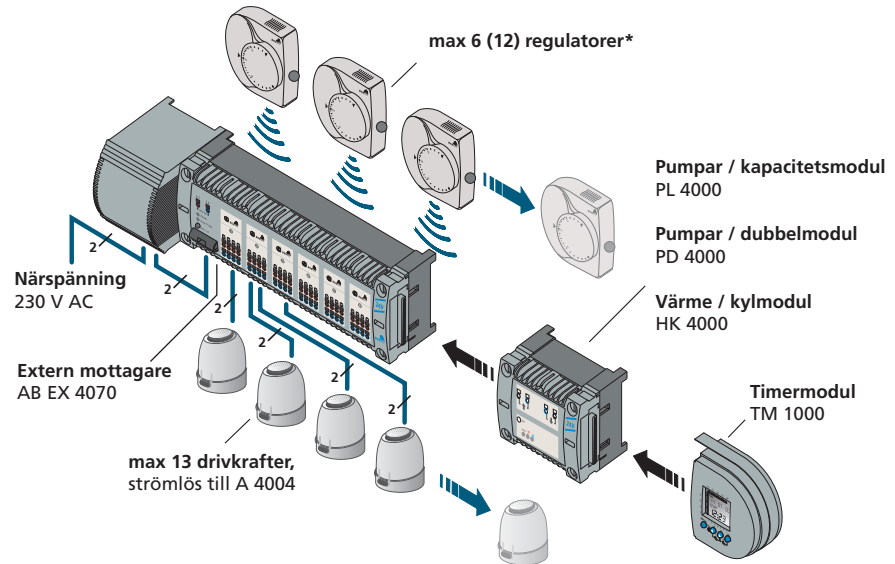 max 6 (12) regulatorer*
Pumpar / kapacitetsmodul
PL 4000
Pumpar / dubbelmodul
PD 4000
Värme / kylmodul
HK 4000
2
Närspänning
230 V AC
2
2
2
2
2
Extern mottagare
AB EX 4070
Timermodul
TM 1000
max 13 drivkrafter,
strömlös till A 4004
24V
24V